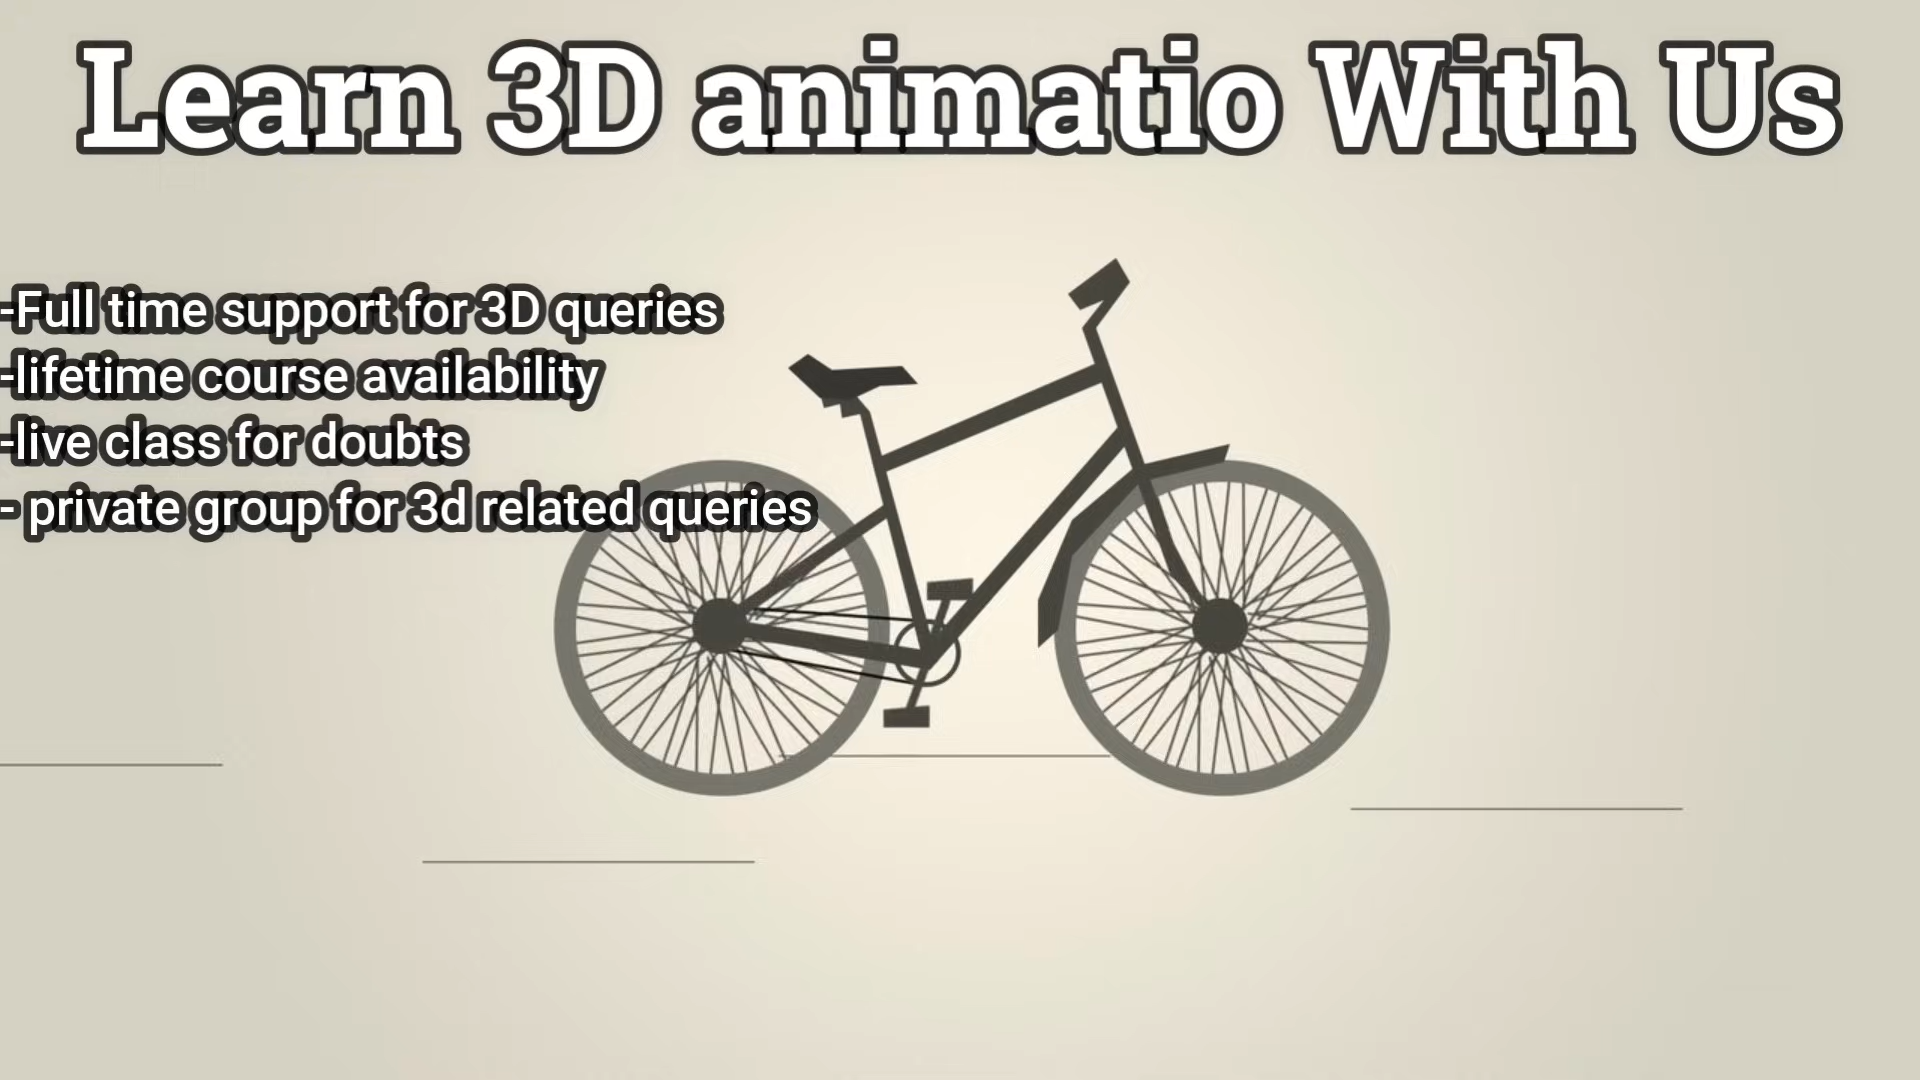 Learn 3D animatio With Us
-Full time support for 3D queries
-lifetime course availability
-live class for doubts
- private group for 3d related queries